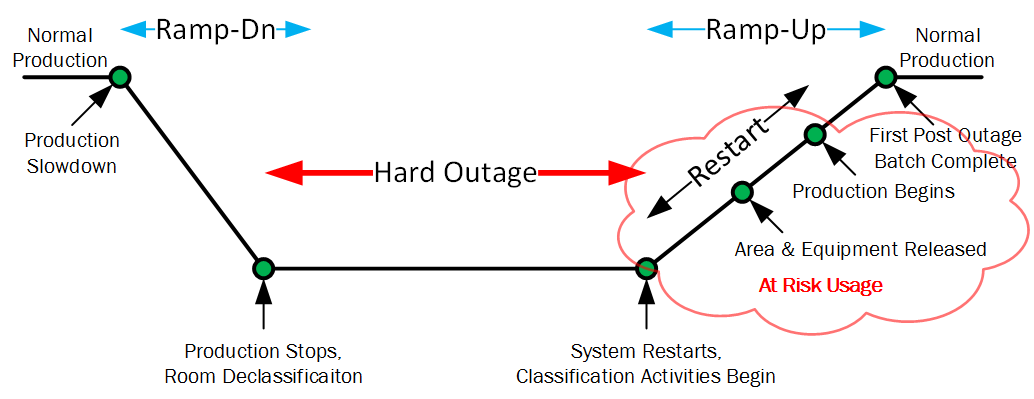 Ramp-Dn
Ramp-Up
Normal
Production
Normal
Production
Production
Slowdown
Hard Outage
Restart
First Post Outage
Batch Complete
Production Begins
Area & Equipment Released
At Risk Usage
Production Stops,
Room Declassificaiton
System Restarts,
Classification Activities Begin